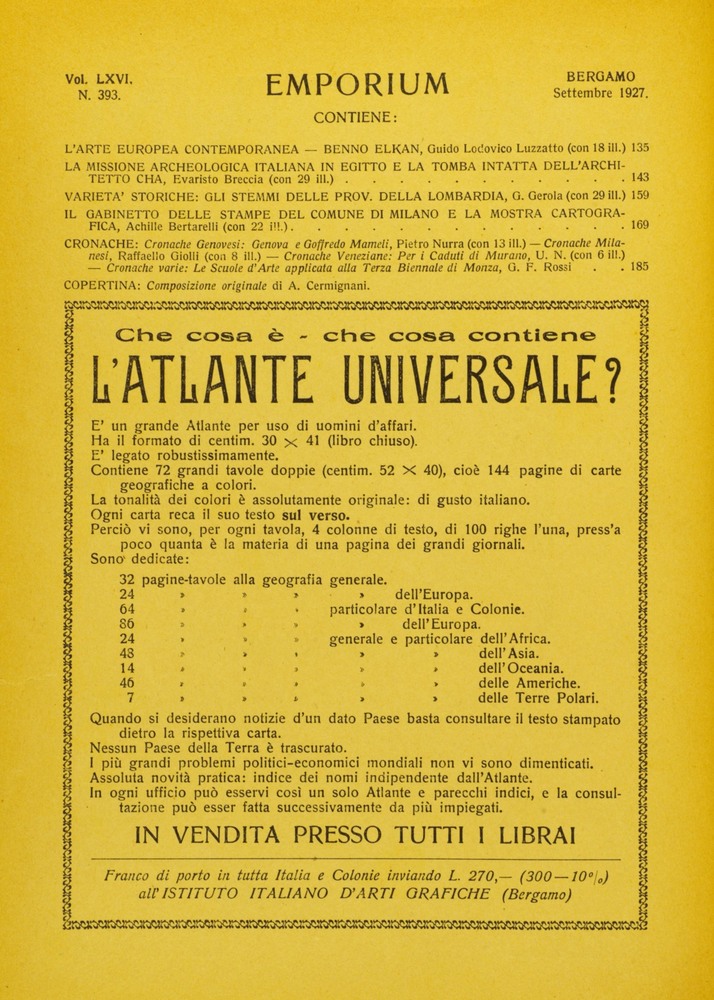 Vol. LXVI.
N. 393.
EMPORIUM
BERGAMO
Settembre 1927.
CONTIENE:
L'ARTE EUROPEA CONTEMPORANEA — BENNO ELKAN, Guido Lodovico Luzzatto (con 18 ill.) 135
LA MISSIONE ARCHEOLOGICA ITALIANA IN EGITTO E LA TOMBA INTATTA DELL'ARCHI-
TETTO CHA, Evaristo Breccia (con 29 ill.) . . . . . . . . . . . 143
VARIETA' STORICHE: GLI STEMMI DELLE PROV. DELLA LOMBARDIA, G. Gerola (con 29 ill.) 159
IL GABINETTO DELLE STAMPE DEL COMUNE DI MILANO E LA MOSTRA CARTOGRA-
FICA, Achille Bertarelli (con 22 ill.). . . . . . . . . . . . . 169
CRONACHE: Cronache Genovesi: Genova e Goffredo Mameli, Pietro Nurra (con 13 ill.) — Cronache Mila-
nesi, Raffaello Giolli (con 8 ill.) — Cronache Veneziane: Per i Caduti di Murano, U. N. (con 6 ill.)
— Cronache varie: Le Scuole d'Arte applicata alla Terza Biennale di Monza, G. F. Rossi . . 185
COPERTINA: Composizione originale di A. Cermignani.
Che cosa è - che cosa contiene
L'ATLANTE UNIVERSALE?
E' un grande Atlante per uso di uomini d'affari.
Ha il formato di centim. 30 × 41 (libro chiuso).
E' legato robustissimamente.
Contiene 72 grandi tavole doppie (centim. 52 × 40), cioè 144 pagine di carte
geografiche a colori.
La tonalità dei colori è assolutamente originale: di gusto italiano.
Ogni carta reca il suo testo sul verso.
Perciò vi sono, per ogni tavola, 4 colonne di testo, di 100 righe l'una, press'a
poco quanta è la materia di una pagina dei grandi giornali.
Sono dedicate:
32 pagine-tavole alla geografia generale.
24 » » » » dell'Europa.
64 » » » particolare d'Italia e Colonie.
86 » » » » dell'Europa.
24 » » » generale e particolare dell'Africa.
43 » » » » » dell'Asia.
14 » » » » » dell'Oceania.
46 » » » » » delle Americhe.
7 » » » » » delle Terre Polari.
Quando si desiderano notizie d'un dato Paese basta consultare il testo stampato
dietro la rispettiva carta.
Nessun Paese della Terra è trascurato.
I più grandi problemi politici-economici mondiali non vi sono dimenticati.
Assoluta novità pratica: indice dei nomi indipendente dall'Atlante.
In ogni ufficio può esservi così un solo Atlante e parecchi indici, e la consul-
tazione può esser fatta successivamente da più impiegati.
IN VENDITA PRESSO TUTTI I LIBRAI
Franco di porto in tutta Italia e Colonie inviando L. 270,— (300—10%)
all'ISTITUTO ITALIANO D'ARTI GRAFICHE (Bergamo)